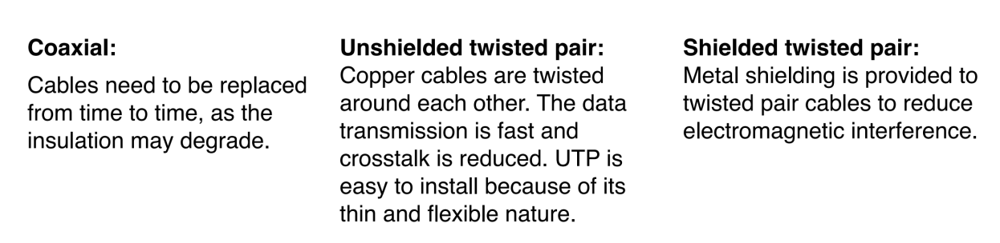 Coaxial:
Cables need to be replaced
from time to time, as the
insulation may degrade.
Unshielded twisted pair:
Copper cables are twisted
around each other. The data
transmission is fast and
crosstalk is reduced. UTP is
easy to install because of its
thin and flexible nature.
Shielded twisted pair:
Metal shielding is provided to
twisted pair cables to reduce
electromagnetic interference.